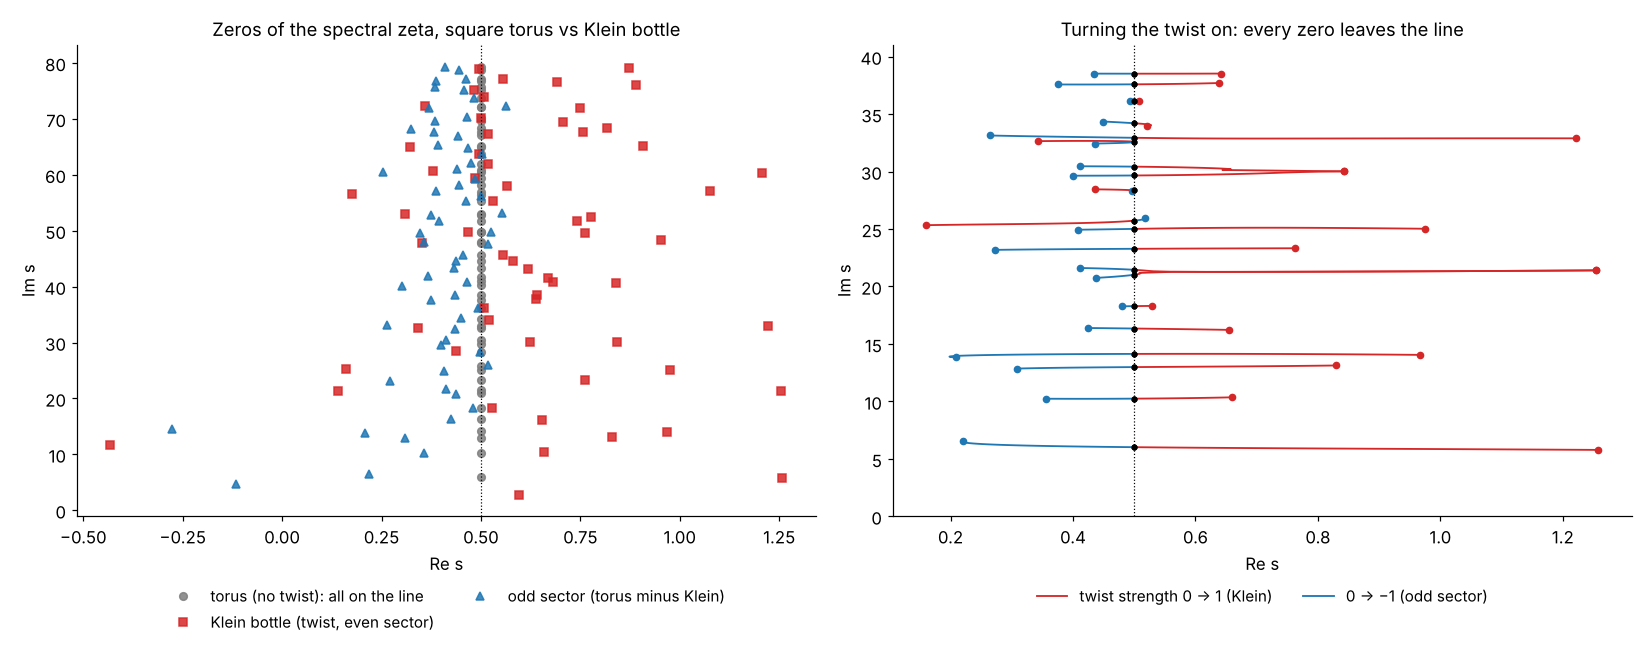 Zeros of the spectral zeta, square torus vs Klein bottle
80
70
60
50
40
30
20
10
0
Im s
−0.50
−0.25
0.00
0.25
0.50
0.75
1.00
1.25
Re s
torus (no twist): all on the line
Klein bottle (twist, even sector)
odd sector (torus minus Klein)
Turning the twist on: every zero leaves the line
40
35
30
25
20
15
10
5
0
Im s
0.2
0.4
0.6
0.8
1.0
1.2
Re s
twist strength 0 → 1 (Klein)
0 → −1 (odd sector)